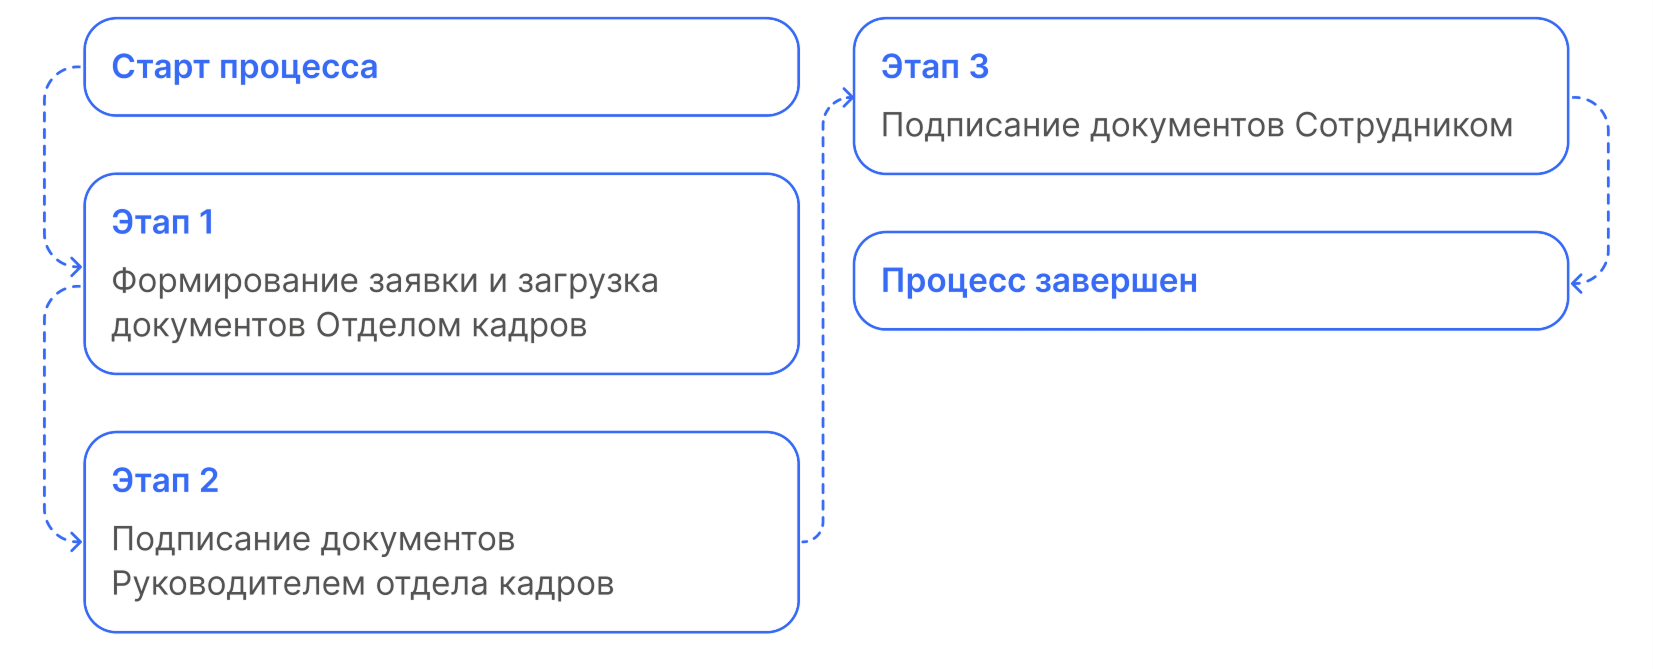 Старт процесса
Этап 1
Формирование заявки и загрузка
документов Отделом кадров
Этап 2
Подписание документов
Руководителем отдела кадров
Этап 3
Подписание документов Сотрудником
Процесс завершен